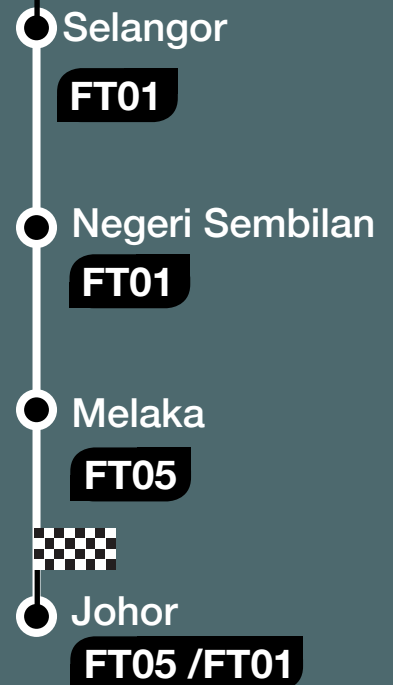 Selangor
FT01
Negeri Sembilan
FT01
Melaka
FT05
Johor
FT05 /FT01